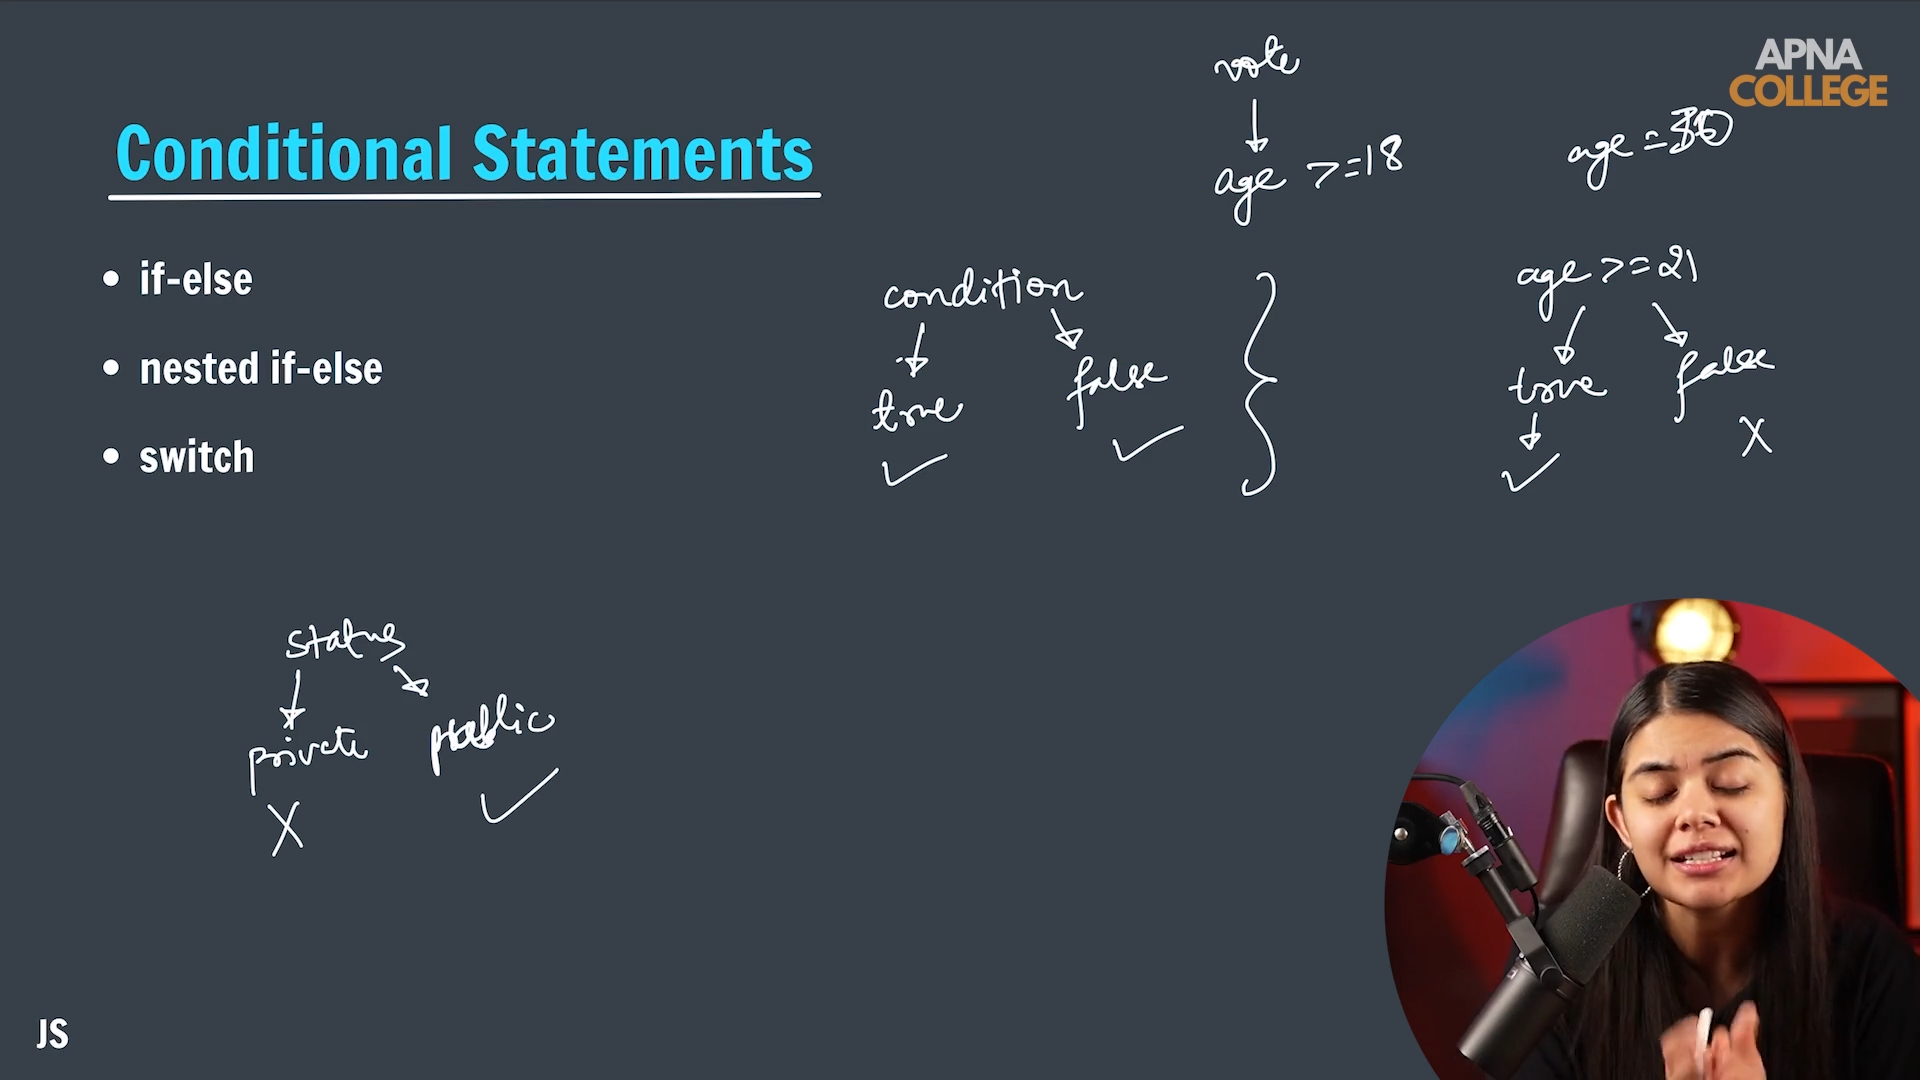 APNA
COLLEGE
Conditional Statements
• if-else
• nested if-else
• switch
vote
age >=18
age =
condition
true
false
age >=21
true
false
X
status
private
public
X
JS